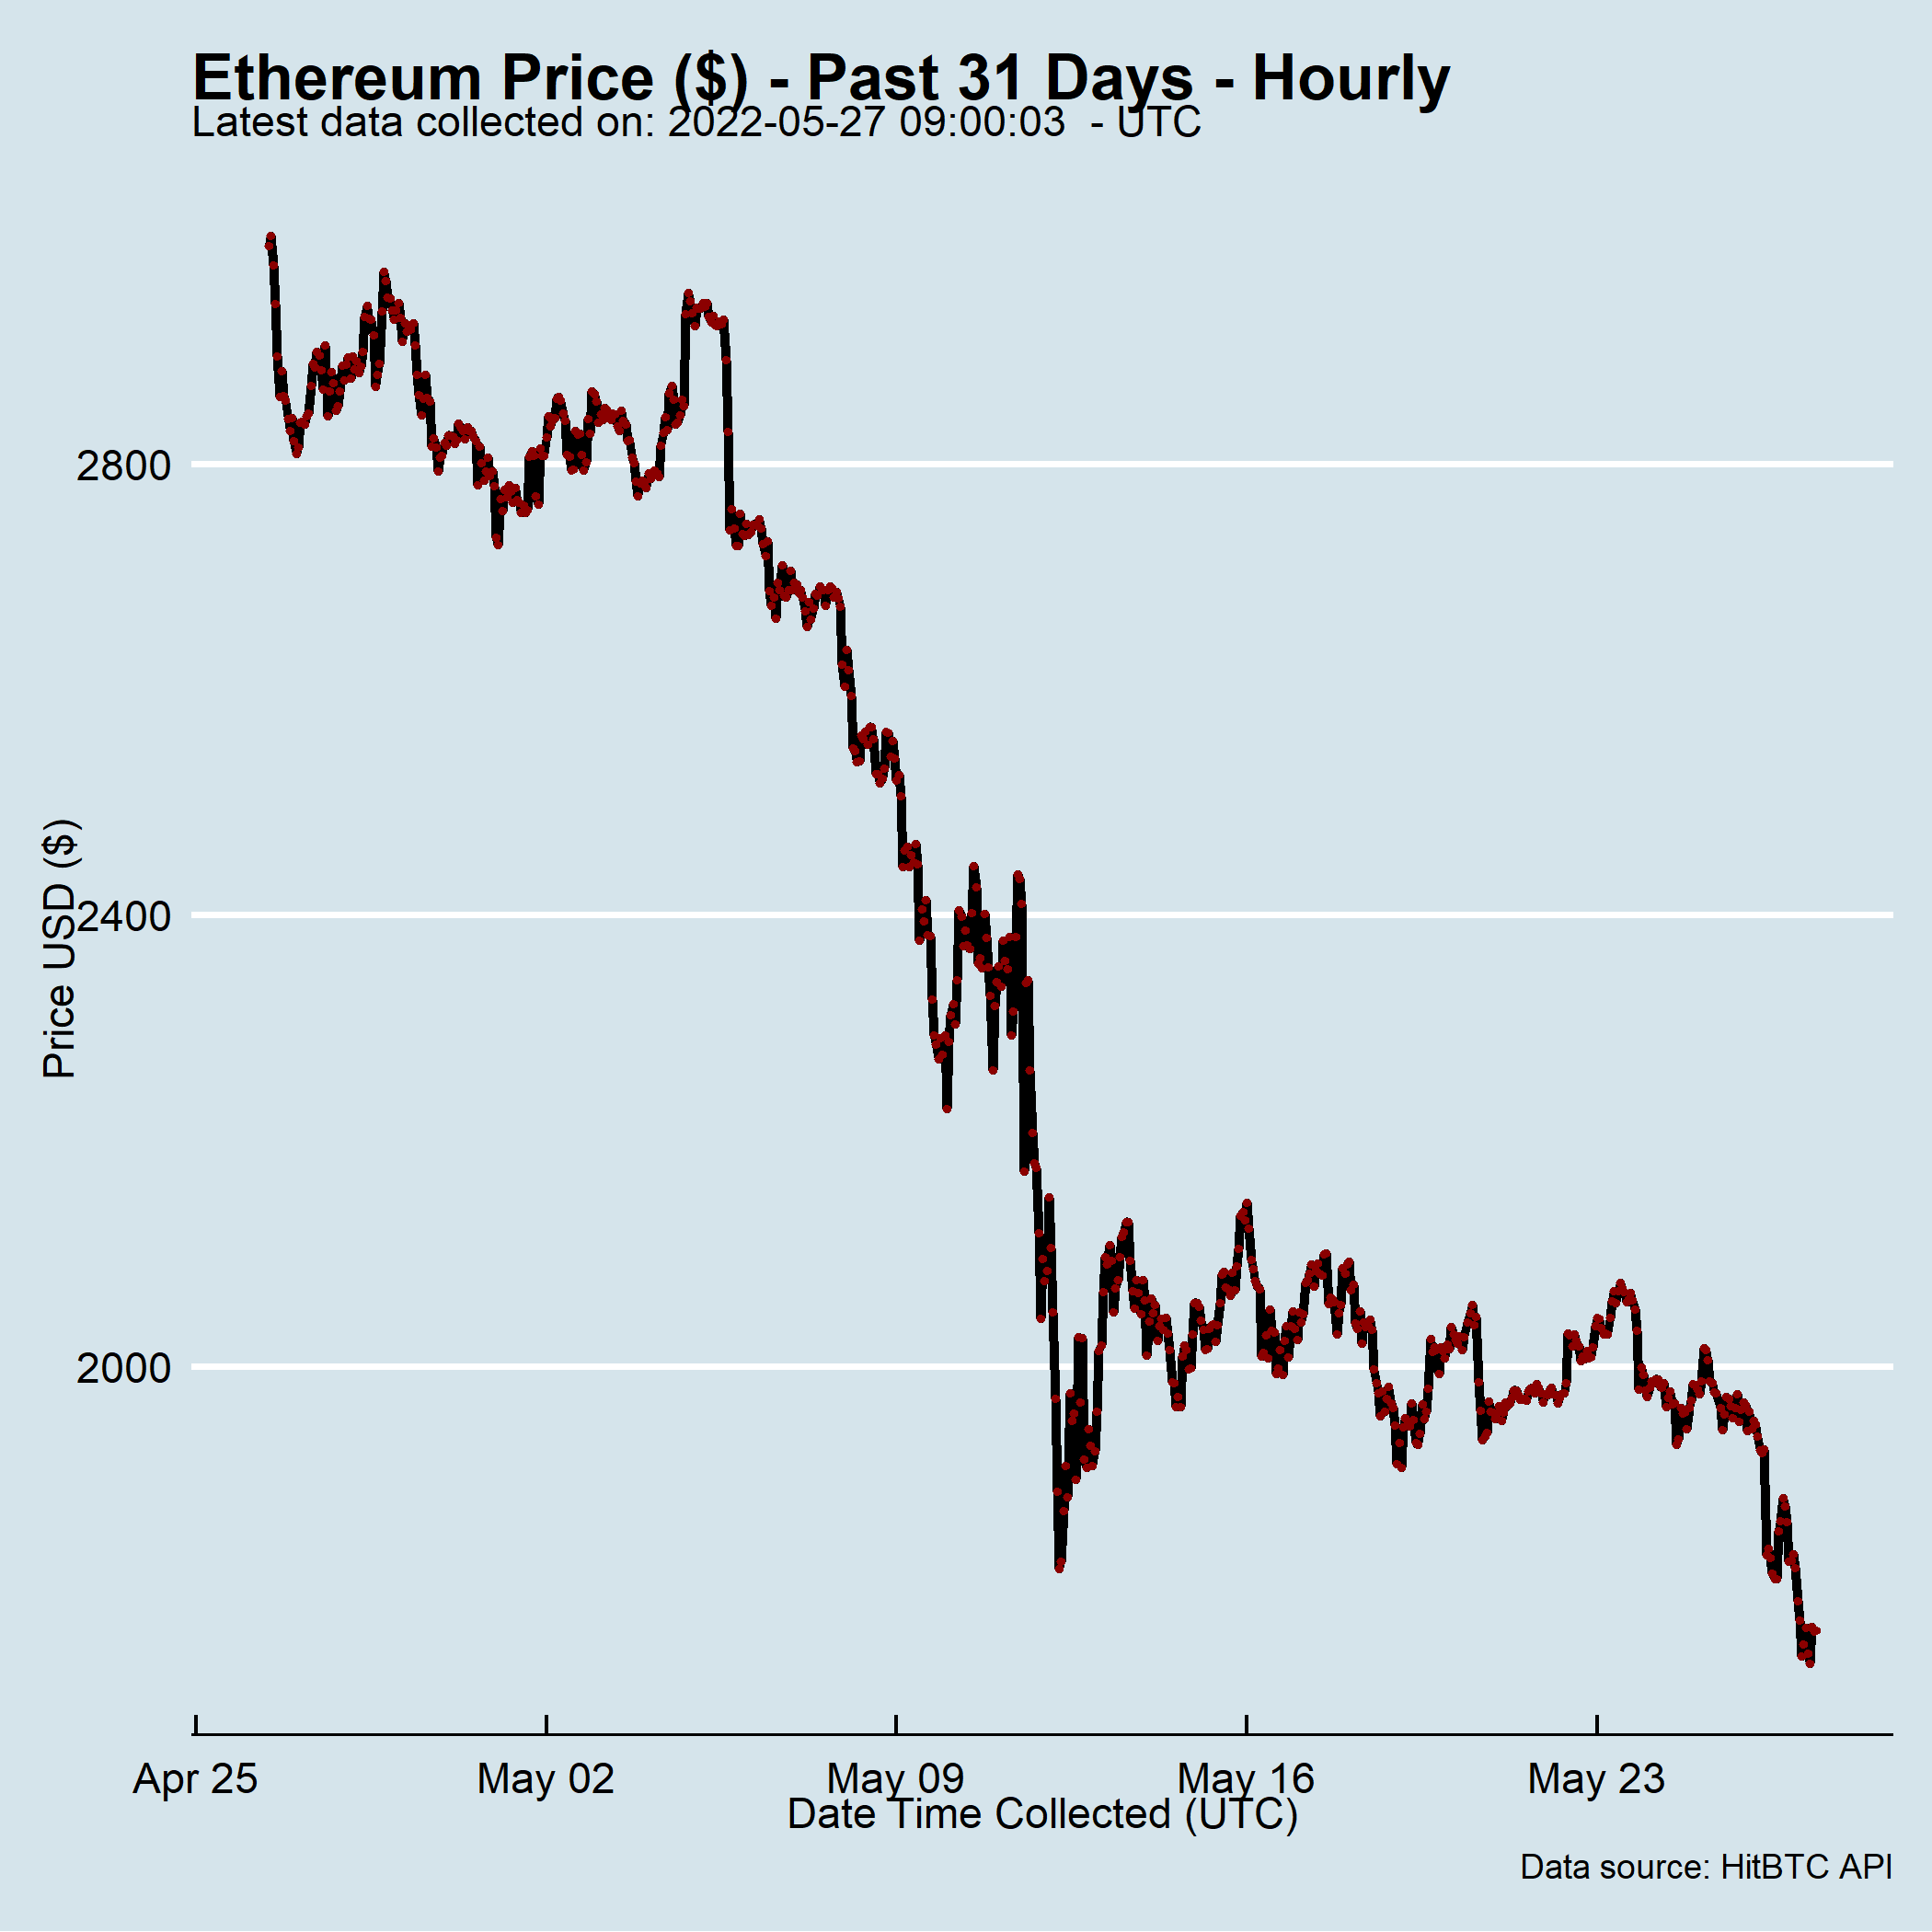 Ethereum Price ($) - Past 31 Days - Hourly
Latest data collected on: 2022-05-27 09:00:03  - UTC
2800
2400
2000
Price USD ($)
Apr 25
May 02
May 09
May 16
May 23
Date Time Collected (UTC)
Data source: HitBTC API